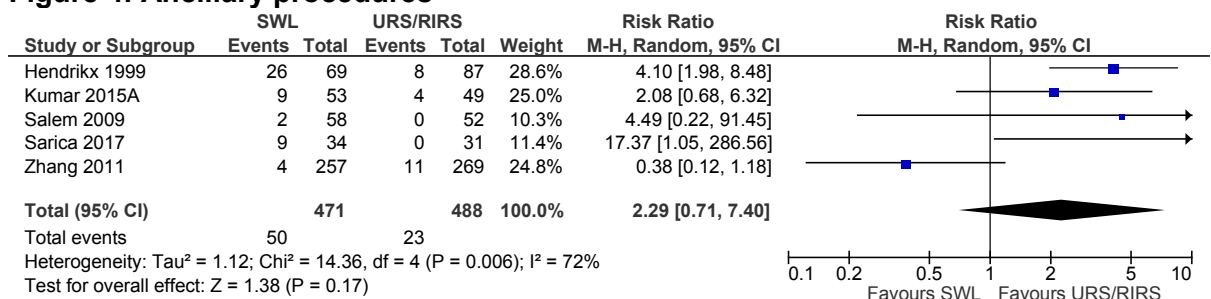 SWL URS/RIRS Risk Ratio Risk Ratio
Study or Subgroup Events Total Events Total Weight M-H, Random, 95% CI M-H, Random, 95% CI
Hendrikx 1999 26 69 8 87 28.6% 4.10 [1.98, 8.48]
Kumar 2015A 9 53 4 49 25.0% 2.08 [0.68, 6.32]
Salem 2009 2 58 0 52 10.3% 4.49 [0.22, 91.45]
Sarica 2017 9 34 0 31 11.4% 17.37 [1.05, 286.56]
Zhang 2011 4 257 11 269 24.8% 0.38 [0.12, 1.18]
Total (95% CI) 471 488 100.0% 2.29 [0.71, 7.40]
Total events 50 23
Heterogeneity: Tau² = 1.12; Chi² = 14.36, df = 4 (P = 0.006); I² = 72%
Test for overall effect: Z = 1.38 (P = 0.17)
0.1 0.2 0.5 1 2 5 10
Favours SWL Favours URS/RIRS